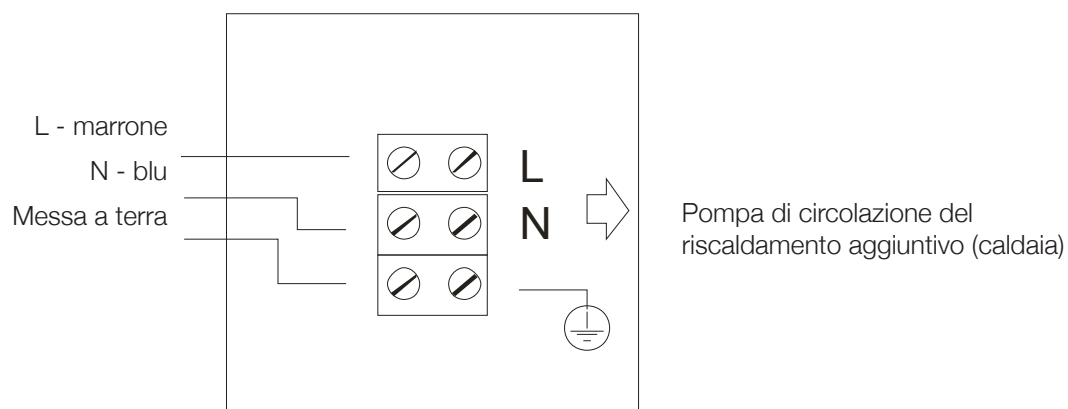 L - marrone
N - blu
Messa a terra
L
N
Pompa di circolazione del
riscaldamento aggiuntivo (caldaia)